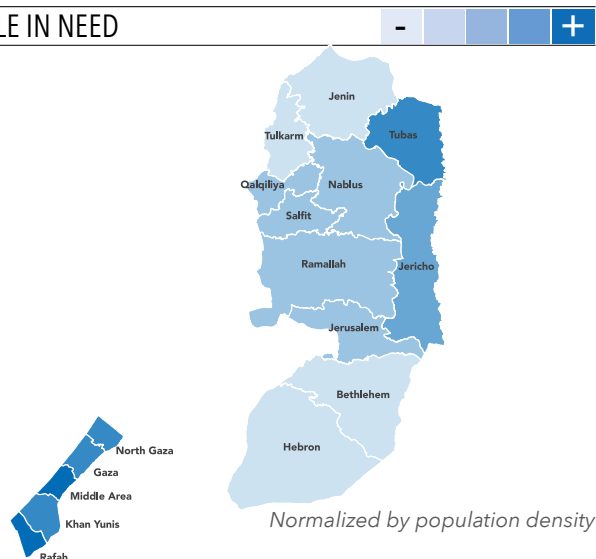 LE IN NEED
- +
Jenin
Tubas
Tulkarm
Qalqiliya
Nablus
Salfit
Ramallah
Jericho
Jerusalem
Bethlehem
Hebron
North Gaza
Gaza
Middle Area
Khan Yunis
Rafah
Normalized by population density